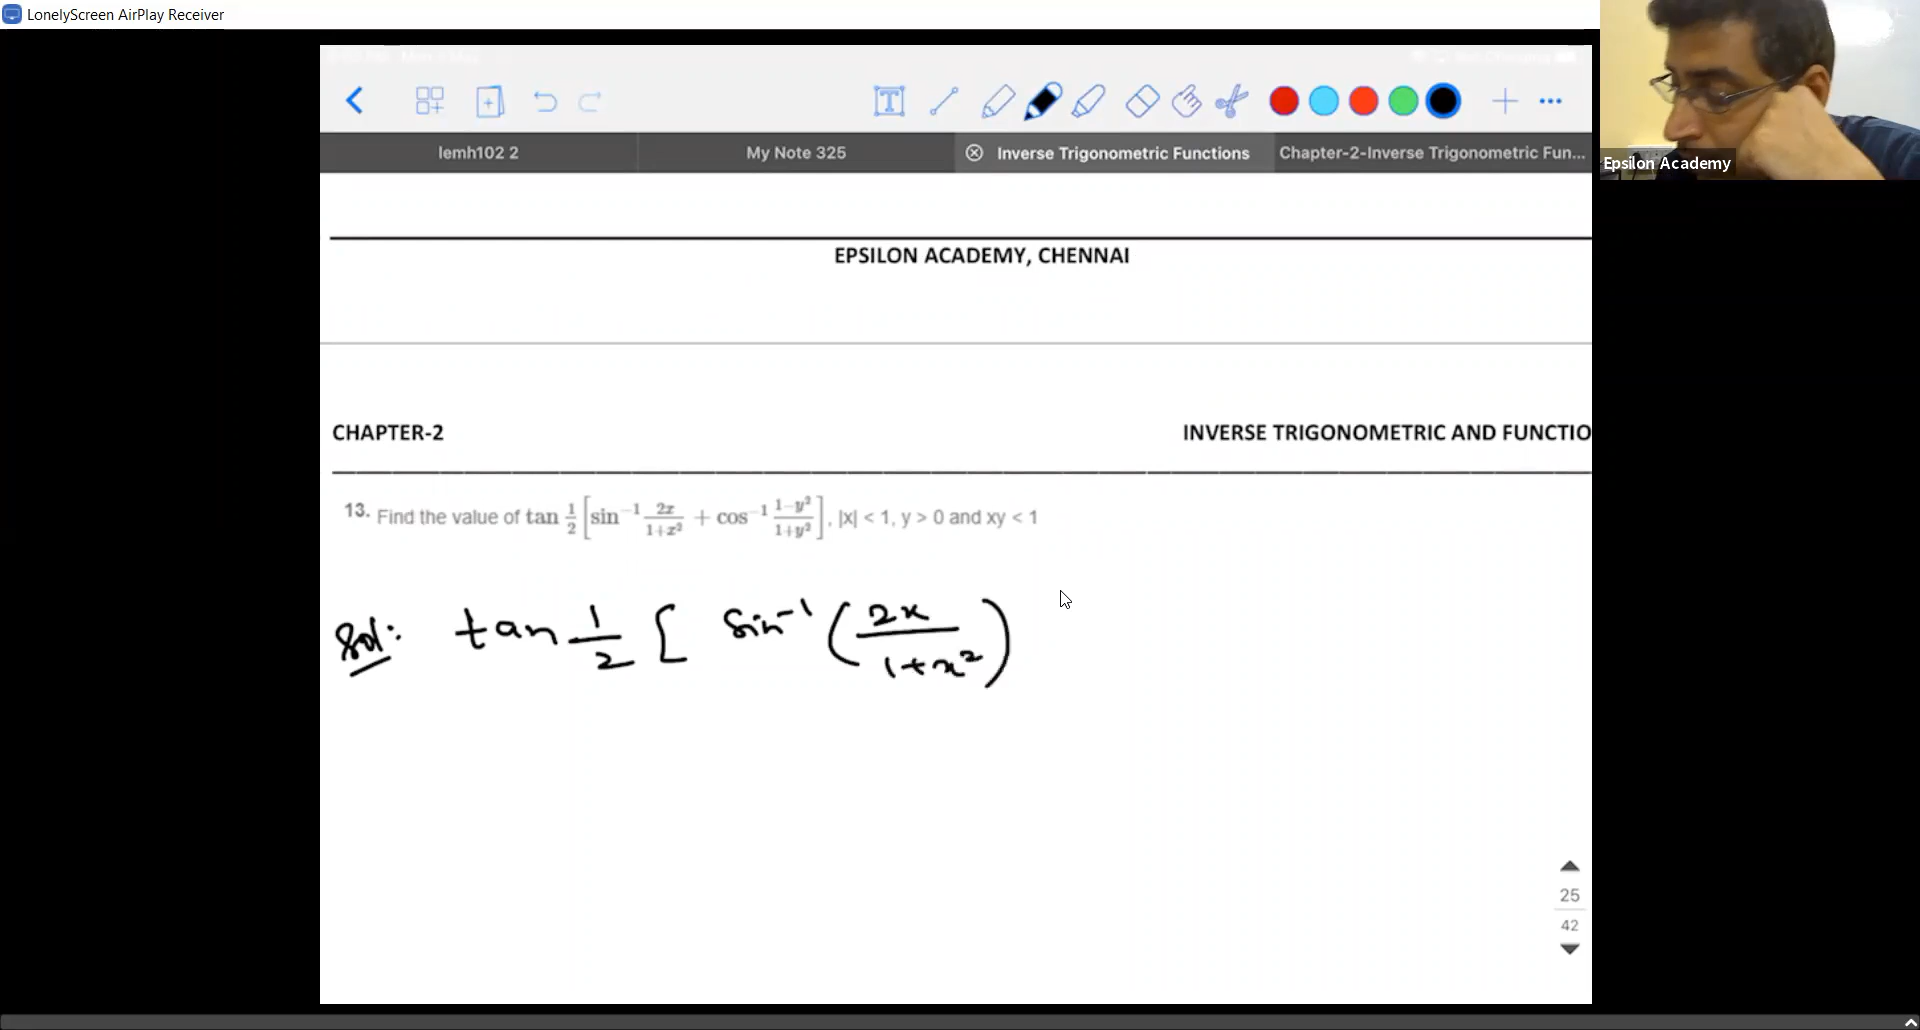 LonelyScreen AirPlay Receiver
T
lemh102 2
My Note 325
Inverse Trigonometric Functions
Chapter-2-Inverse Trigonometric Fun...
Epsilon Academy
EPSILON ACADEMY, CHENNAI
CHAPTER-2
INVERSE TRIGONOMETRIC AND FUNCTIO
13. Find the value of tan 1/2 [sin⁻¹ 2x/1+x² + cos⁻¹ 1−y²/1+y²], |x| < 1, y > 0 and xy < 1
Sol: tan 1/2 [ sin⁻¹ (2x/1+x²)
25
42